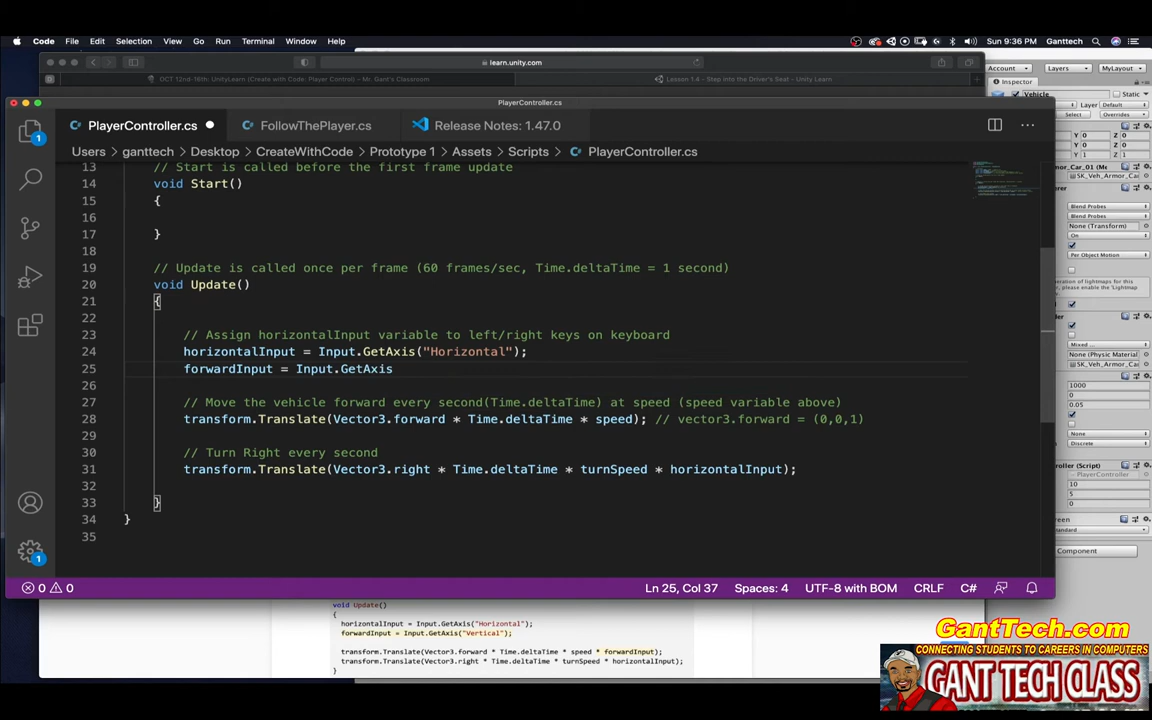 Code File Edit Selection View Go Run Terminal Window Help
Sun 9:36 PM Ganttech
learn.unity.com
OCT 12nd-16th: UnityLearn (Create with Code: Player Control) – Mr. Gant's Classroom
Lesson 1.4 - Step into the Driver's Seat - Unity Learn
Account Layers MyLayout
Inspector
Vehicle Static
Layer Default
Select Overrides
PlayerController.cs
PlayerController.cs FollowThePlayer.cs Release Notes: 1.47.0
Users ganttech Desktop CreateWithCode Prototype 1 Assets Scripts PlayerController.cs
13 // Start is called before the first frame update
14 void Start()
15 {
16
17 }
18
19 // Update is called once per frame (60 frames/sec, Time.deltaTime = 1 second)
20 void Update()
21 {
22
23 // Assign horizontalInput variable to left/right keys on keyboard
24 horizontalInput = Input.GetAxis("Horizontal");
25 forwardInput = Input.GetAxis
26
27 // Move the vehicle forward every second(Time.deltaTime) at speed (speed variable above)
28 transform.Translate(Vector3.forward * Time.deltaTime * speed); // vector3.forward = (0,0,1)
29
30 // Turn Right every second
31 transform.Translate(Vector3.right * Time.deltaTime * turnSpeed * horizontalInput);
32
33 }
34 }
35
Y 0 Z 0
Y 0 Z 0
Y 1 Z 1
SK_Veh_Armor_Car
Blend Probes
Blend Probes
None (Transform)
On
Per Object Motion
Mixed
None (Physic Material
SK_Veh_Armor_Car
1000
0
0.05
None
Discrete
(Script)
PlayerController
10
5
0
Component
0 0 Ln 25, Col 37 Spaces: 4 UTF-8 with BOM CRLF C#
void Update()
{
horizontalInput = Input.GetAxis("Horizontal");
forwardInput = Input.GetAxis("Vertical");
transform.Translate(Vector3.forward * Time.deltaTime * speed * forwardInput);
transform.Translate(Vector3.right * Time.deltaTime * turnSpeed * horizontalInput);
}
GantTech.com
CONNECTING STUDENTS TO CAREERS IN COMPUTERS
GANT TECH CLASS